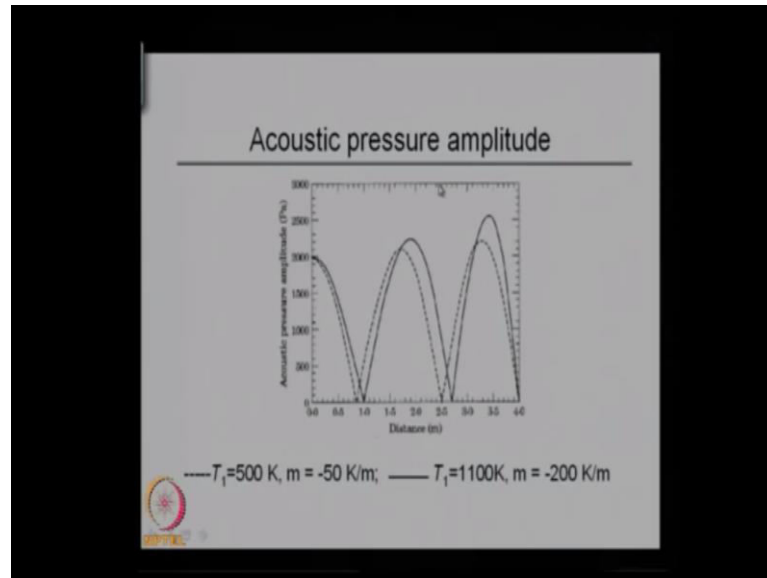 Acoustic pressure amplitude
Acoustic pressure amplitude (Pa)
3000
2500
2000
1500
1000
500
0
0.0 0.5 1.0 1.5 2.0 2.5 3.0 3.5 4.0
Distance (m)
-----T₁=500 K, m = -50 K/m; —— T₁=1100K, m = -200 K/m
NPTEL